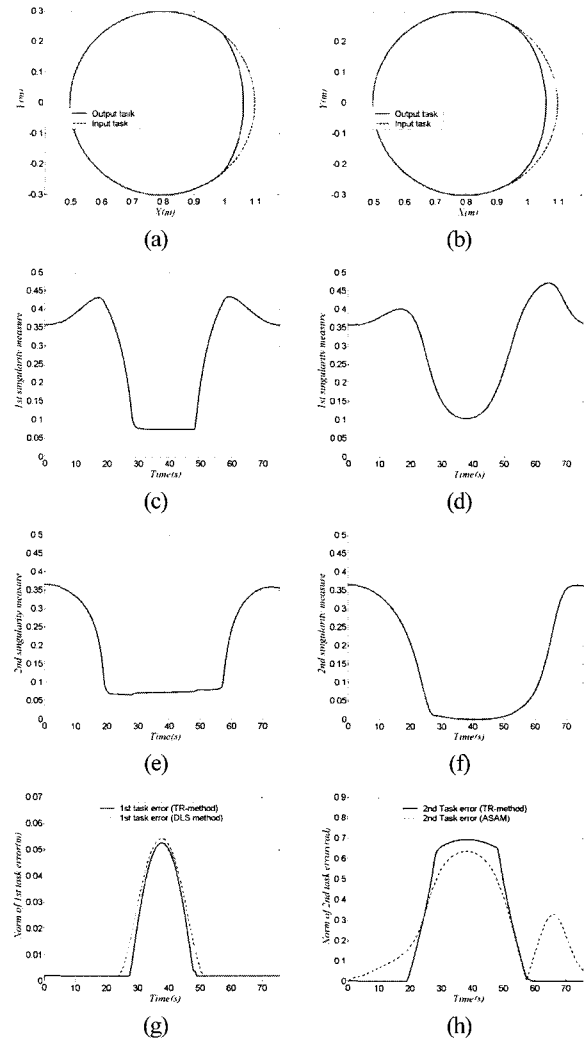 0.3
0.2
0.1
0
-0.1
-0.2
-0.3
Y(m)
Output task
Input task
0.5 0.6 0.7 0.8 0.9 1 1.1
X(m)
(a)
0.3
0.2
0.1
0
-0.1
-0.2
-0.3
Y(m)
Output task
Input task
0.5 0.6 0.7 0.8 0.9 1 1.1
X(m)
(b)
0.5
0.45
0.4
0.35
0.3
0.25
0.2
0.15
0.1
0.05
0
1st singularity measure
0 10 20 30 40 50 60 70
Time(s)
(c)
0.5
0.45
0.4
0.35
0.3
0.25
0.2
0.15
0.1
0.05
0
1st singularity measure
0 10 20 30 40 50 60 70
Time(s)
(d)
0.5
0.45
0.4
0.35
0.3
0.25
0.2
0.15
0.1
0.05
0
2nd singularity measure
0 10 20 30 40 50 60 70
Time(s)
(e)
0.5
0.45
0.4
0.35
0.3
0.25
0.2
0.15
0.1
0.05
0
2nd singularity measure
0 10 20 30 40 50 60 70
Time(s)
(f)
0.07
0.06
0.05
0.04
0.03
0.02
0.01
0
Norm of 1st task error(m)
1st task error (TR-method)
1st task error (DLS method)
0 10 20 30 40 50 60 70
Time(s)
(g)
0.9
0.8
0.7
0.6
0.5
0.4
0.3
0.2
0.1
0
Norm of 2nd task error(rad)
2nd Task error (TR-method)
2nd Task error (ASAM)
0 10 20 30 40 50 60 70
Time(s)
(h)